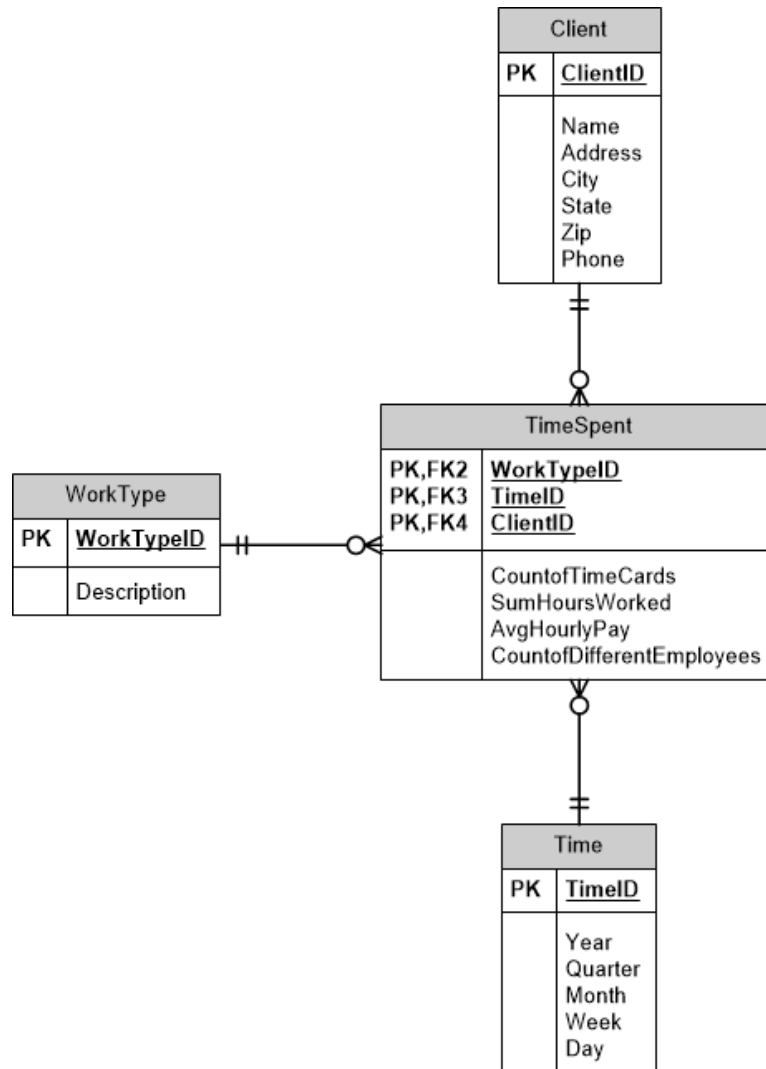 Client
PK ClientID
Name
Address
City
State
Zip
Phone
TimeSpent
PK,FK2 WorkTypeID
PK,FK3 TimeID
PK,FK4 ClientID
CountofTimeCards
SumHoursWorked
AvgHourlyPay
CountofDifferentEmployees
WorkType
PK WorkTypeID
Description
Time
PK TimeID
Year
Quarter
Month
Week
Day